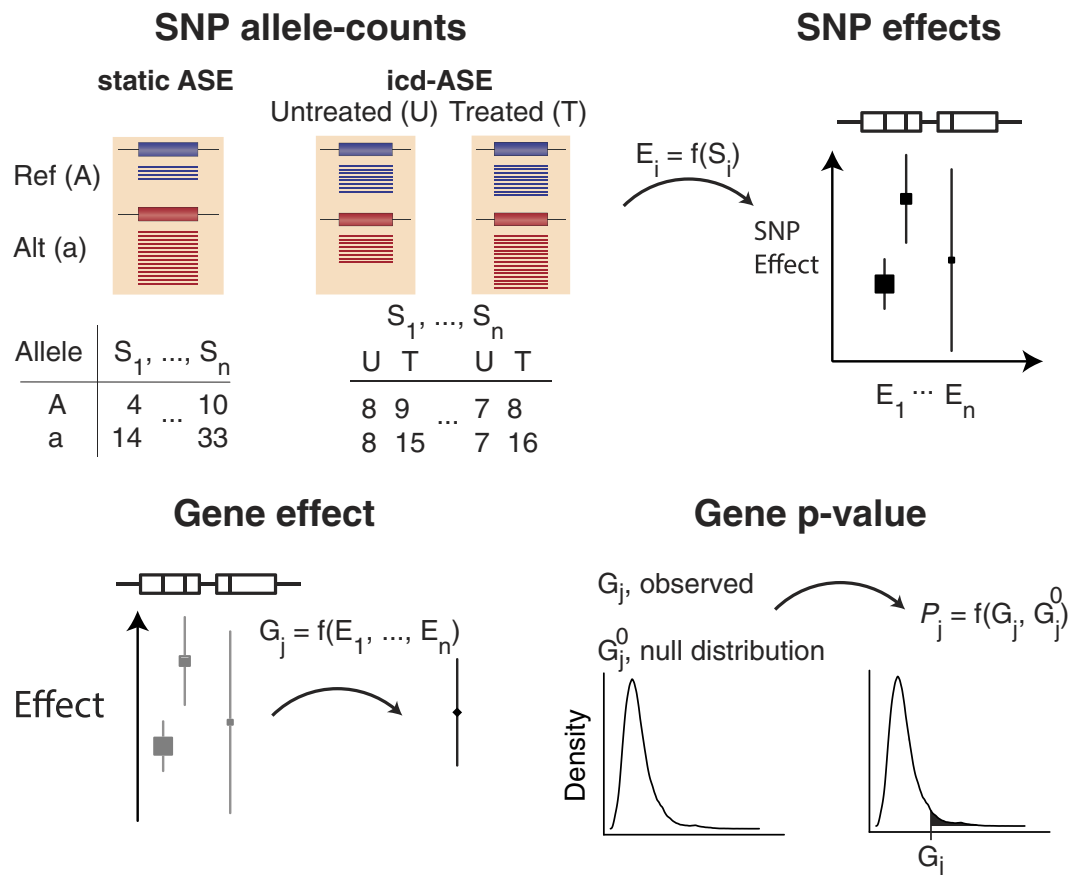 SNP allele-counts
static ASE
icd-ASE
Untreated (U) Treated (T)
Ref (A)
Alt (a)
Allele S1, ..., Sn
A 4 ... 10
a 14 33
S1, ..., Sn
U T U T
8 9 ... 7 8
8 15 7 16
SNP effects
Ei = f(Si)
SNP
Effect
E1 ... En
Gene effect
Gj = f(E1, ..., En)
Effect
Gene p-value
Gj, observed
Gj0, null distribution
Pj = f(Gj, Gj0)
Density
Gj